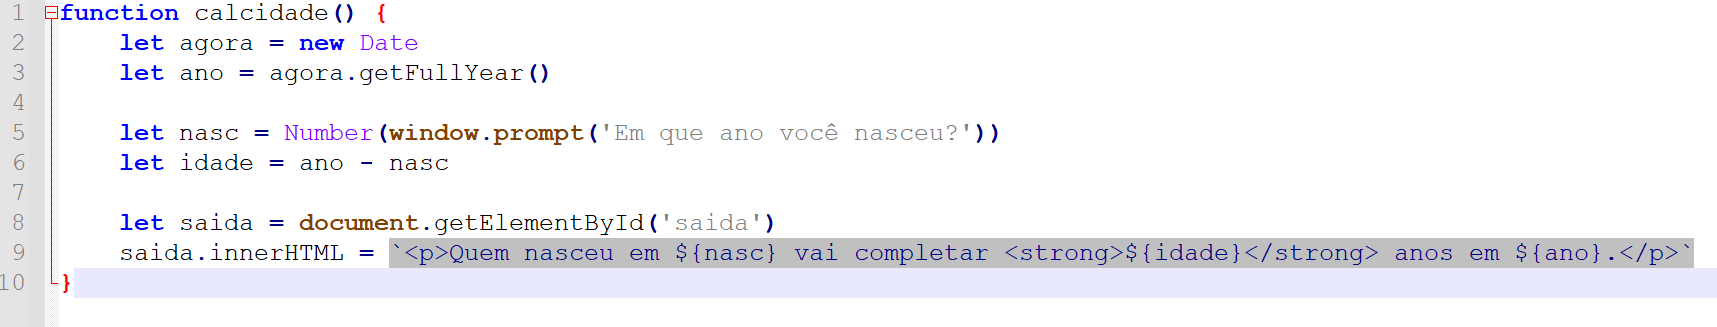 1 function calcidade() {
2 let agora = new Date
3 let ano = agora.getFullYear()
4
5 let nasc = Number(window.prompt('Em que ano você nasceu?'))
6 let idade = ano - nasc
7
8 let saida = document.getElementById('saida')
9 saida.innerHTML = `<p>Quem nasceu em ${nasc} vai completar <strong>${idade}</strong> anos em ${ano}.</p>`
10 }